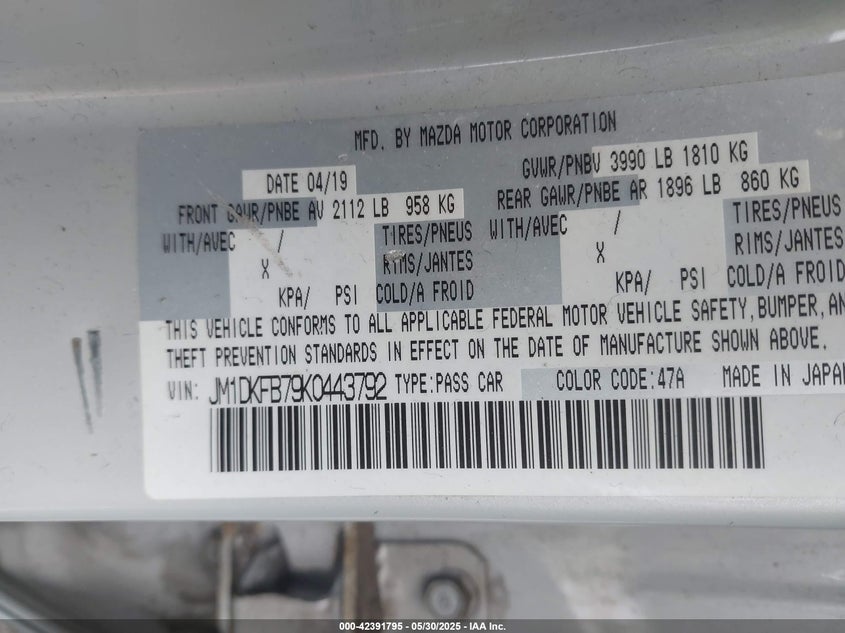 MFD. BY MAZDA MOTOR CORPORATION
DATE 04/19
GVWR/PNBV 3990 LB 1810 KG
FRONT GAWR/PNBE AV 2112 LB 958 KG
REAR GAWR/PNBE AR 1896 LB 860 KG
WITH/AVEC / TIRES/PNEUS WITH/AVEC / TIRES/PNEUS
X RIMS/JANTES X RIMS/JANTES
KPA/ PSI COLD/A FROID KPA/ PSI COLD/A FROID
THIS VEHICLE CONFORMS TO ALL APPLICABLE FEDERAL MOTOR VEHICLE SAFETY, BUMPER, AN
THEFT PREVENTION STANDARDS IN EFFECT ON THE DATE OF MANUFACTURE SHOWN ABOVE.
VIN: JM1DKFB79K0443792 TYPE:PASS CAR COLOR CODE:47A MADE IN JAPAN
000-42391795 - 05/30/2025 - IAA Inc.